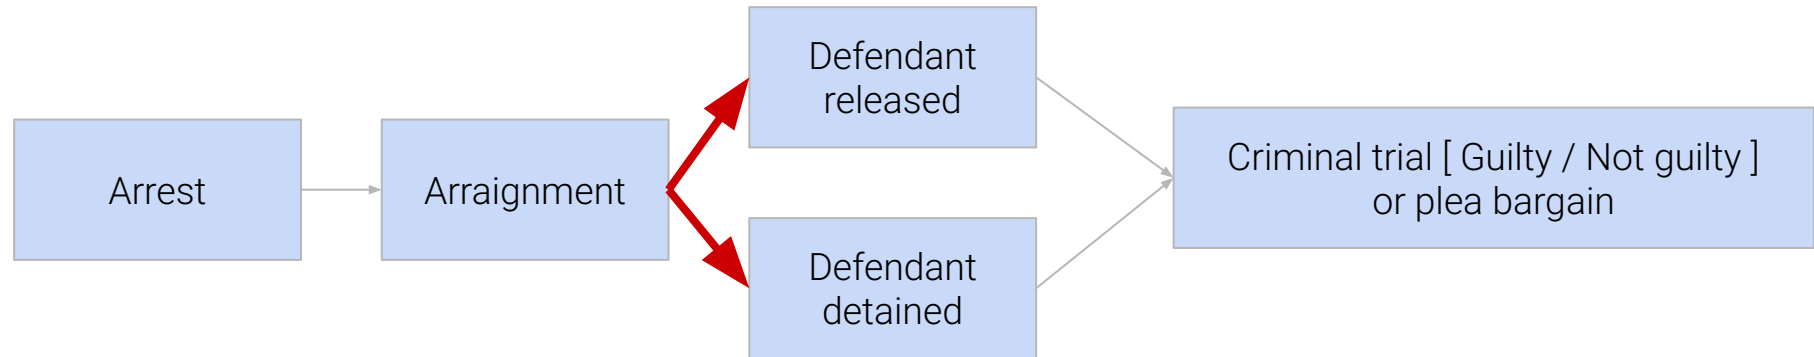 Arrest
Arraignment
Defendant
released
Defendant
detained
Criminal trial [ Guilty / Not guilty ]
or plea bargain